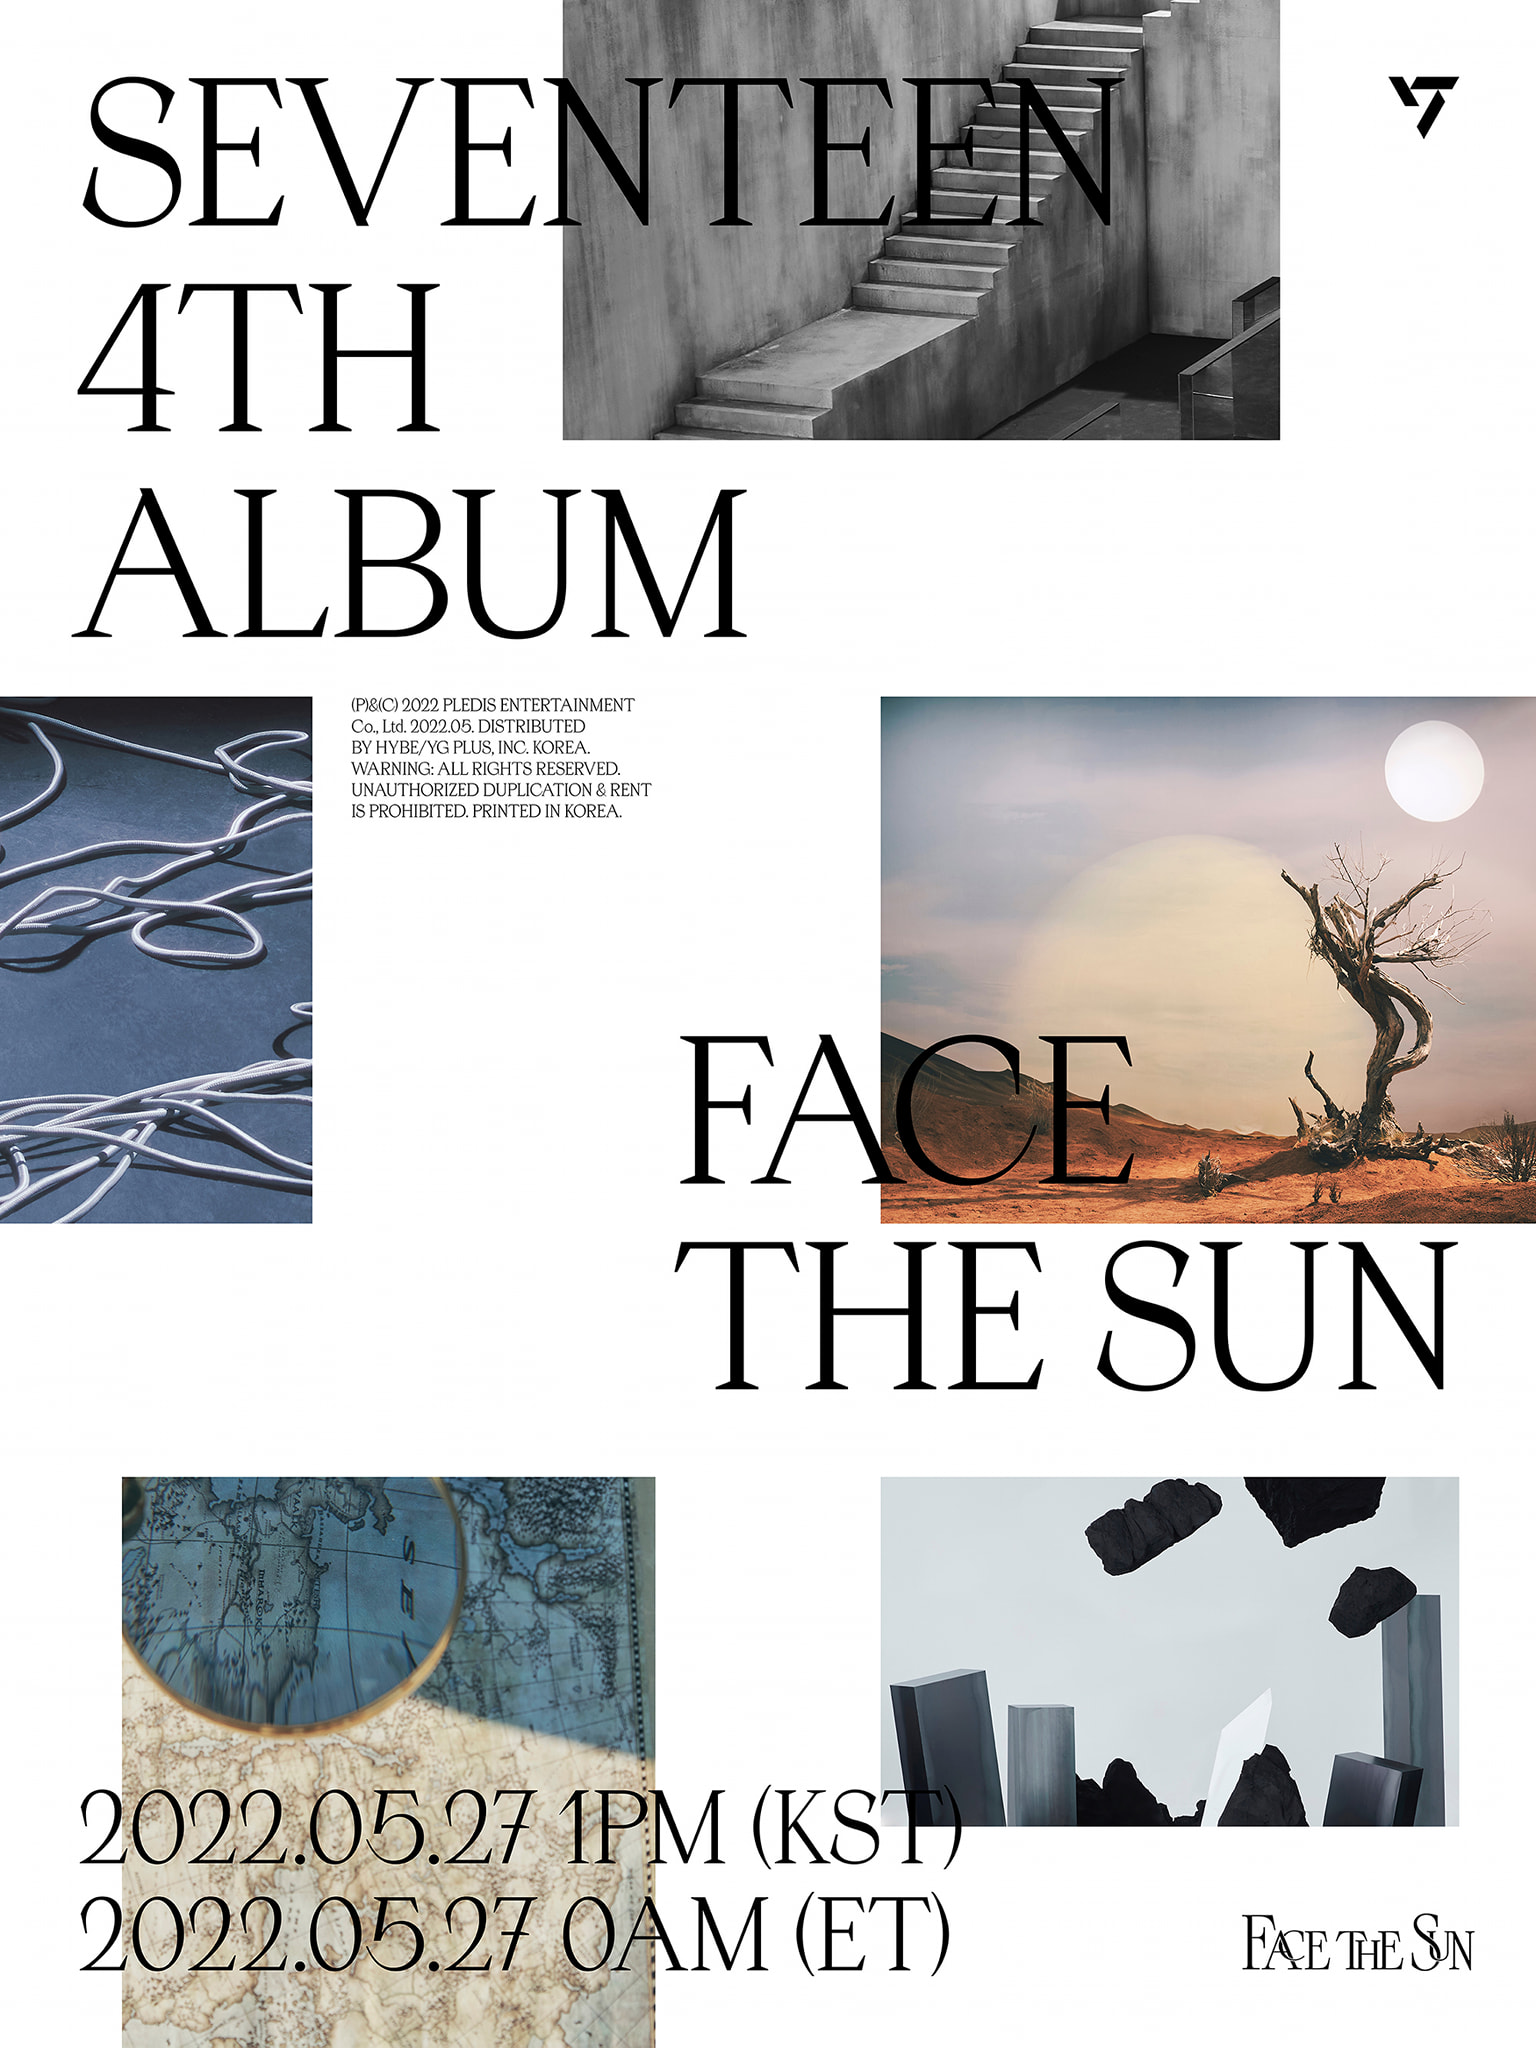 SEVENTEEN
4TH
ALBUM
(P)&(C) 2022 PLEDIS ENTERTAINMENT
Co., Ltd. 2022.05. DISTRIBUTED
BY HYBE/YG PLUS, INC. KOREA.
WARNING: ALL RIGHTS RESERVED.
UNAUTHORIZED DUPLICATION & RENT
IS PROHIBITED. PRINTED IN KOREA.
FACE
THE SUN
2022.05.27 1PM (KST)
2022.05.27 0AM (ET)
FACE THE SUN